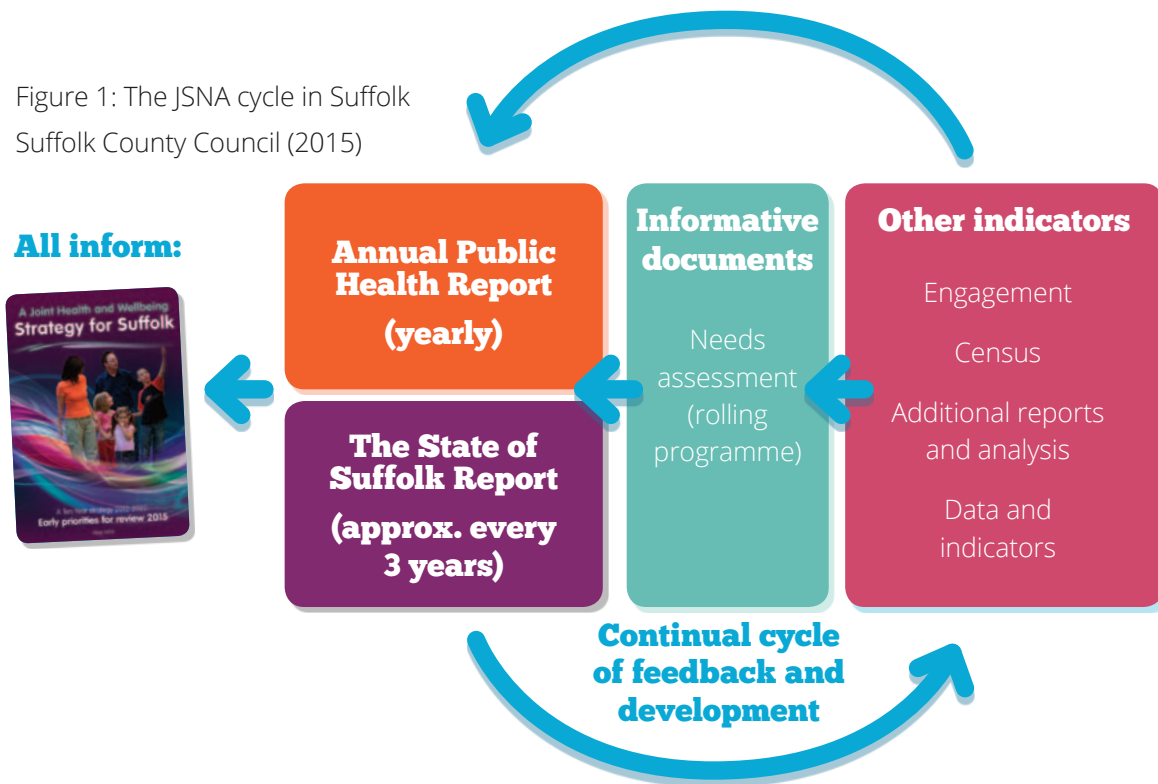 Figure 1: The JSNA cycle in Suffolk
Suffolk County Council (2015)
All inform:
A Joint Health and Wellbeing
Strategy for Suffolk
Early priorities for review 2015
Annual Public
Health Report
(yearly)
The State of
Suffolk Report
(approx. every
3 years)
Informative
documents
Needs
assessment
(rolling
programme)
Other indicators
Engagement
Census
Additional reports
and analysis
Data and
indicators
Continual cycle
of feedback and
development